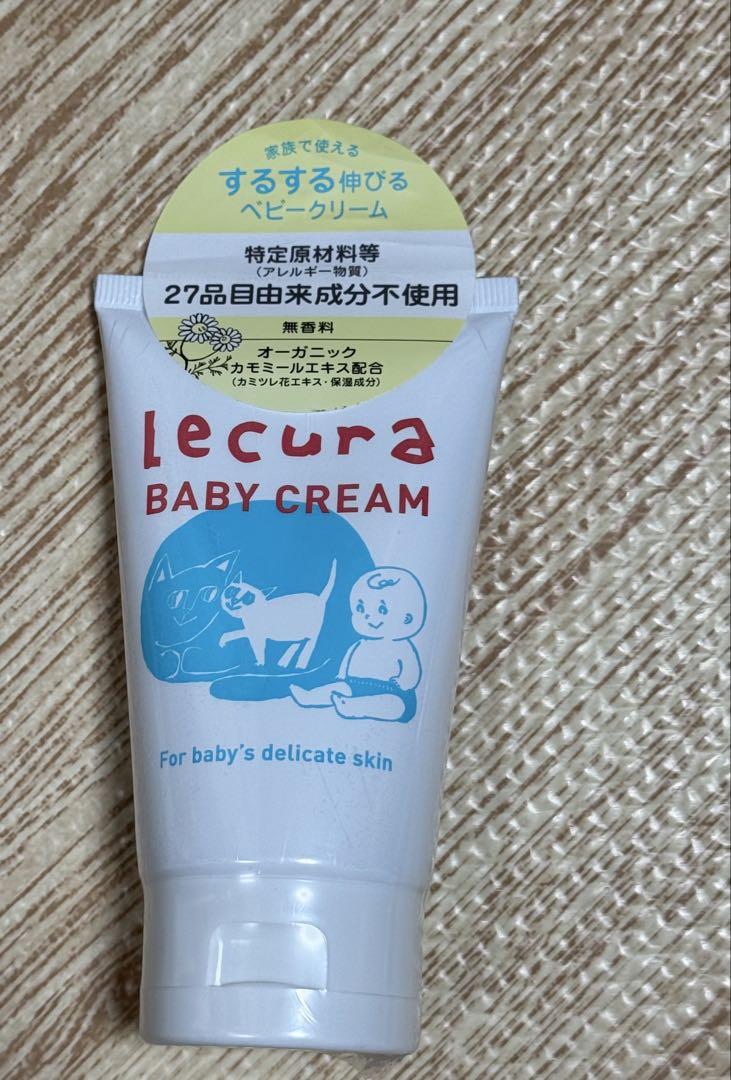 家族で使える
するする伸びる
ベビークリーム
特定原材料等
(アレルギー物質)
27品目由来成分不使用
無香料
オーガニック
カモミールエキス配合
(カミツレ花エキス・保湿成分)
lecura
BABY CREAM
For baby's delicate skin